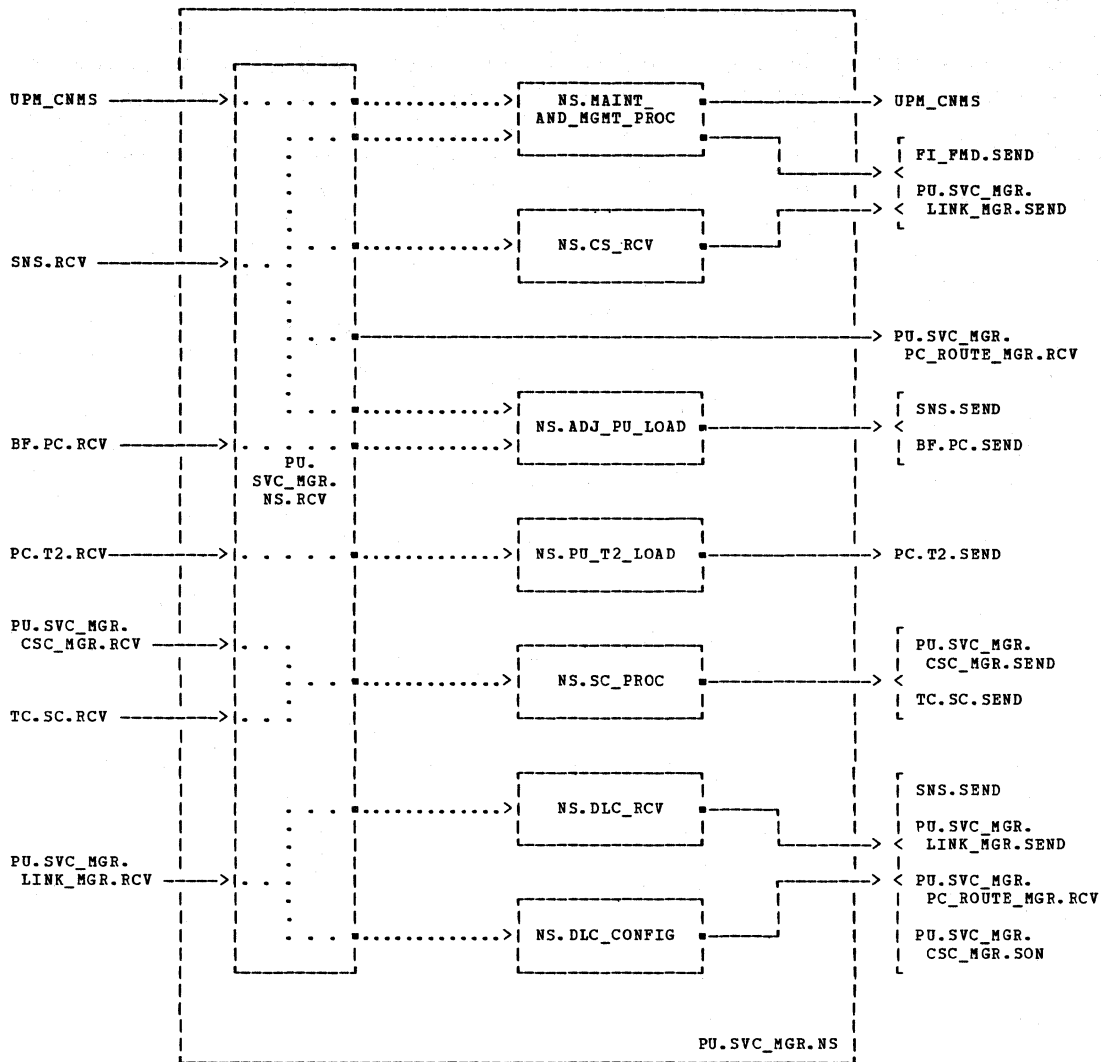 UPM_CNMS
NS.MAINT_
AND_MGMT_PROC
UPM_CNMS
FI_FMD.SEND
PU.SVC_MGR.
LINK_MGR.SEND
SNS.RCV
NS.CS_RCV
PU.SVC_MGR.
PC_ROUTE_MGR.RCV
BF.PC.RCV
PU.
SVC_MGR.
NS.RCV
NS.ADJ_PU_LOAD
SNS.SEND
BF.PC.SEND
PC.T2.RCV
NS.PU_T2_LOAD
PC.T2.SEND
PU.SVC_MGR.
CSC_MGR.RCV
TC.SC.RCV
NS.SC_PROC
PU.SVC_MGR.
CSC_MGR.SEND
TC.SC.SEND
NS.DLC_RCV
SNS.SEND
PU.SVC_MGR.
LINK_MGR.SEND
PU.SVC_MGR.
LINK_MGR.RCV
PU.SVC_MGR.
PC_ROUTE_MGR.RCV
NS.DLC_CONFIG
PU.SVC_MGR.
CSC_MGR.SON
PU.SVC_MGR.NS